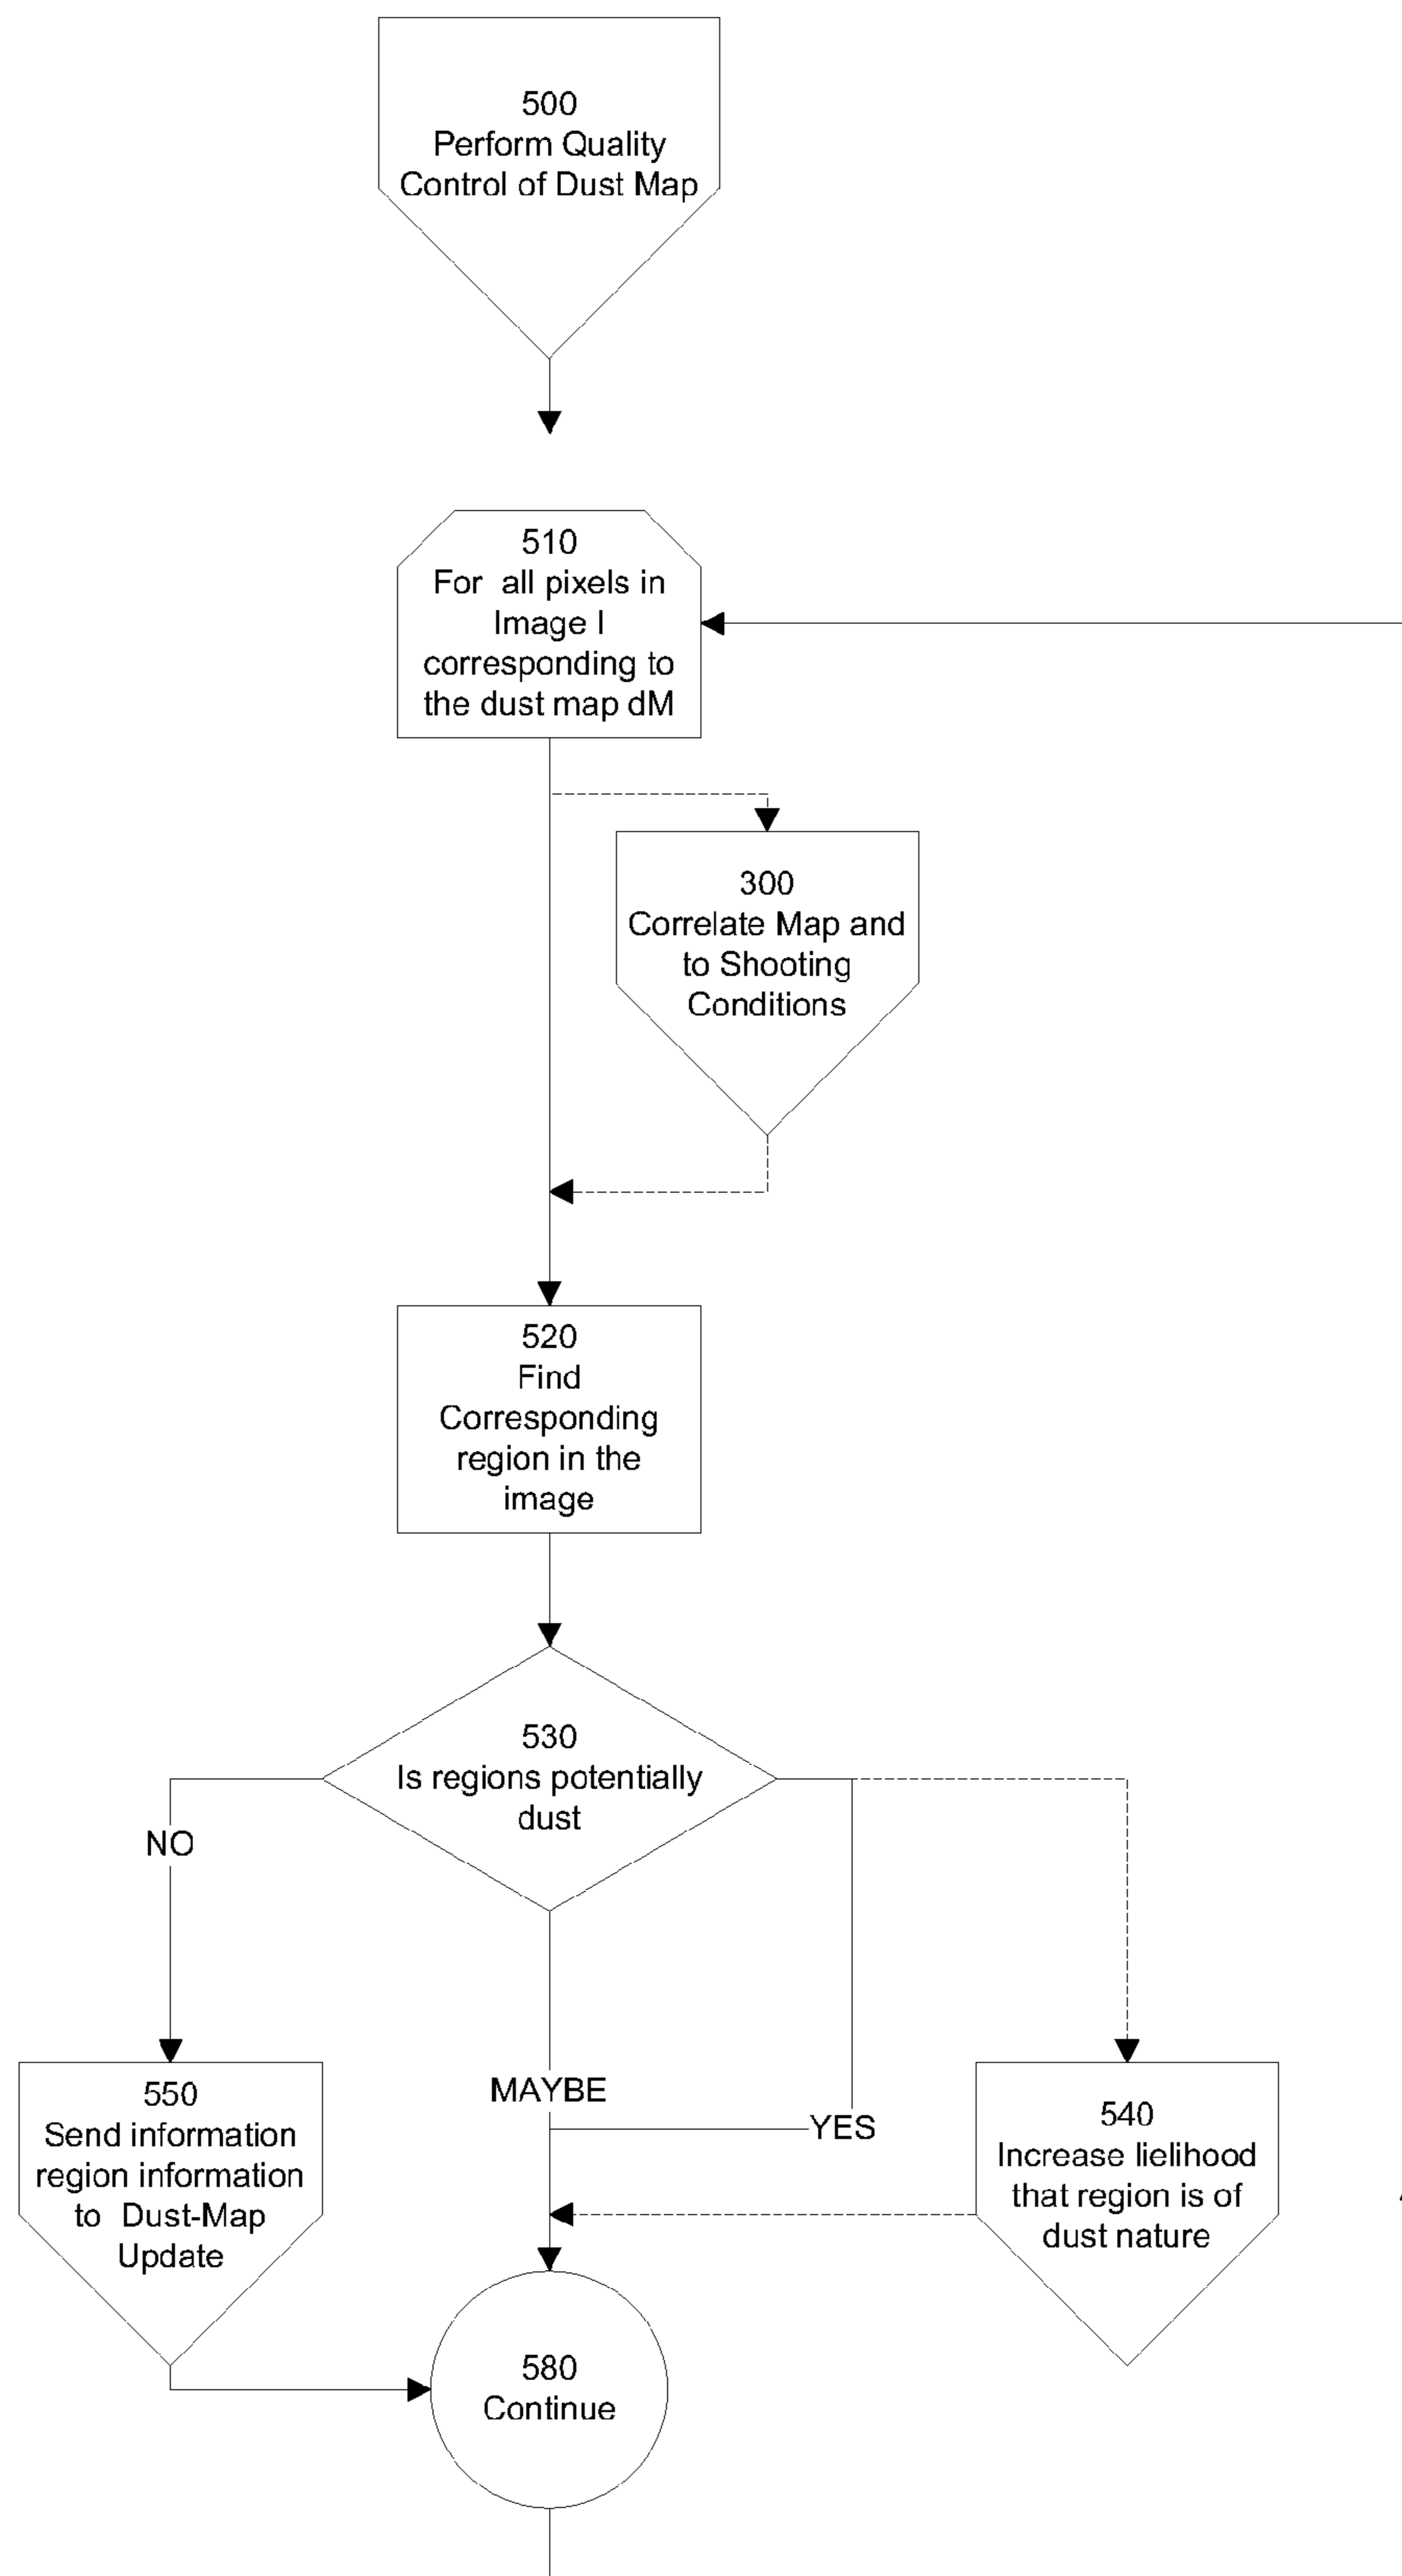 500
Perform Quality
Control of Dust Map
510
For all pixels in
Image I
corresponding to
the dust map dM
300
Correlate Map and
to Shooting
Conditions
520
Find
Corresponding
region in the
image
530
Is regions potentially
dust
NO
MAYBE
YES
550
Send information
region information
to Dust-Map
Update
540
Increase lielihood
that region is of
dust nature
580
Continue